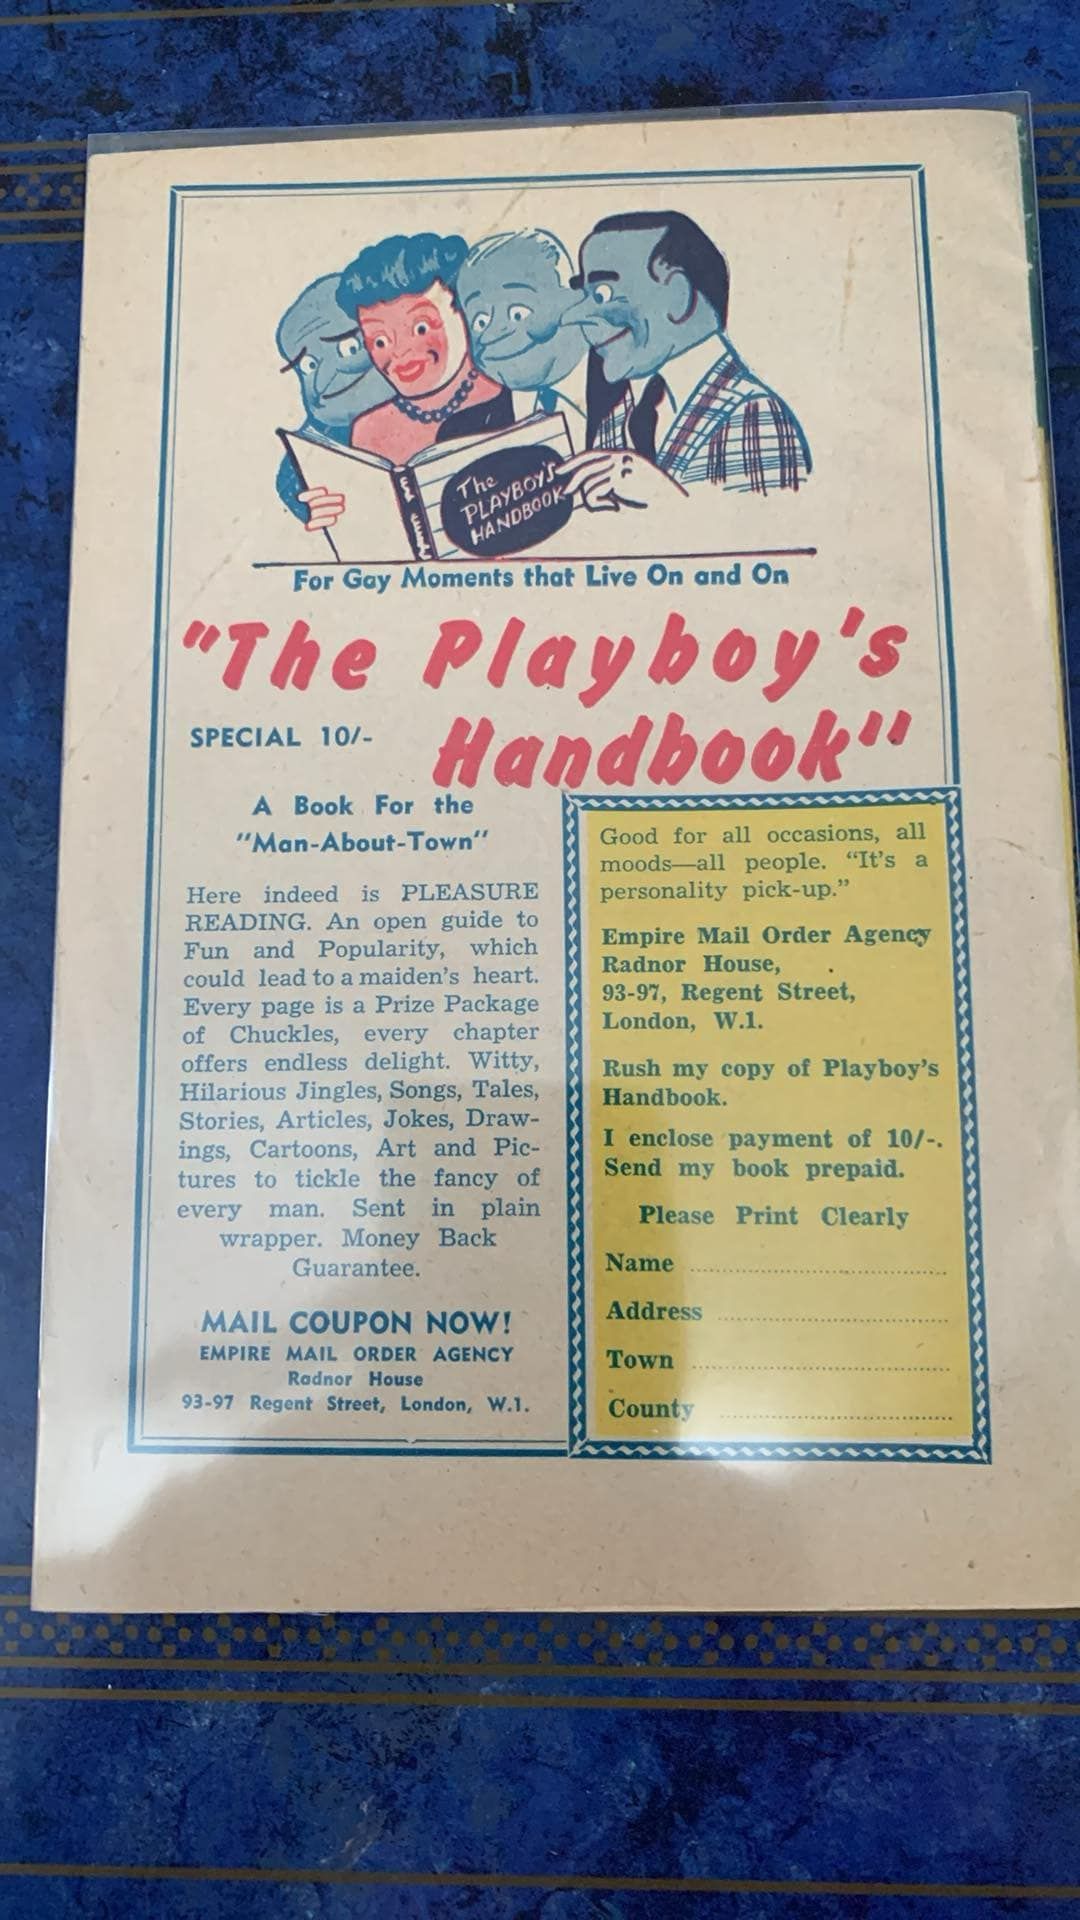 The
PLAYBOY'S
HANDBOOK
For Gay Moments that Live On and On
"The Playboy's
Handbook"
SPECIAL 10/-
A Book For the
"Man-About-Town"
Here indeed is PLEASURE
READING. An open guide to
Fun and Popularity, which
could lead to a maiden's heart.
Every page is a Prize Package
of Chuckles, every chapter
offers endless delight. Witty,
Hilarious Jingles, Songs, Tales,
Stories, Articles, Jokes, Draw-
ings, Cartoons, Art and Pic-
tures to tickle the fancy of
every man. Sent in plain
wrapper. Money Back
Guarantee.
MAIL COUPON NOW!
EMPIRE MAIL ORDER AGENCY
Radnor House
93-97 Regent Street, London, W.1.
Good for all occasions, all
moods—all people. "It's a
personality pick-up."
Empire Mail Order Agency
Radnor House,
93-97, Regent Street,
London, W.1.
Rush my copy of Playboy's
Handbook.
I enclose payment of 10/-.
Send my book prepaid.
Please Print Clearly
Name
Address
Town
County